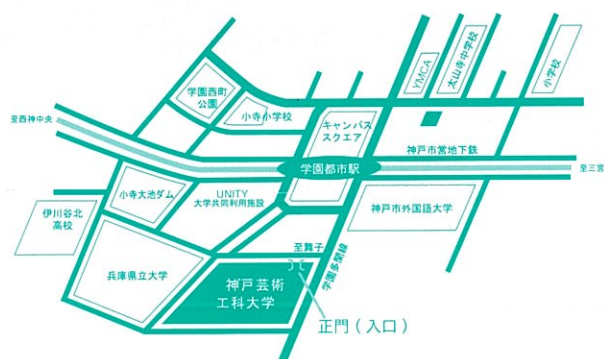 学園西町
公園
小寺小学校
キャンパス
スクエア
YMCA
太山寺中学校
小学校
至西神中央
学園都市駅
神戸市営地下鉄
至三宮
小寺大池ダム
UNITY
大学共同利用施設
神戸市外国語大学
伊川谷北
高校
兵庫県立大学
至舞子
学園多聞線
神戸芸術
工科大学
正門(入口)